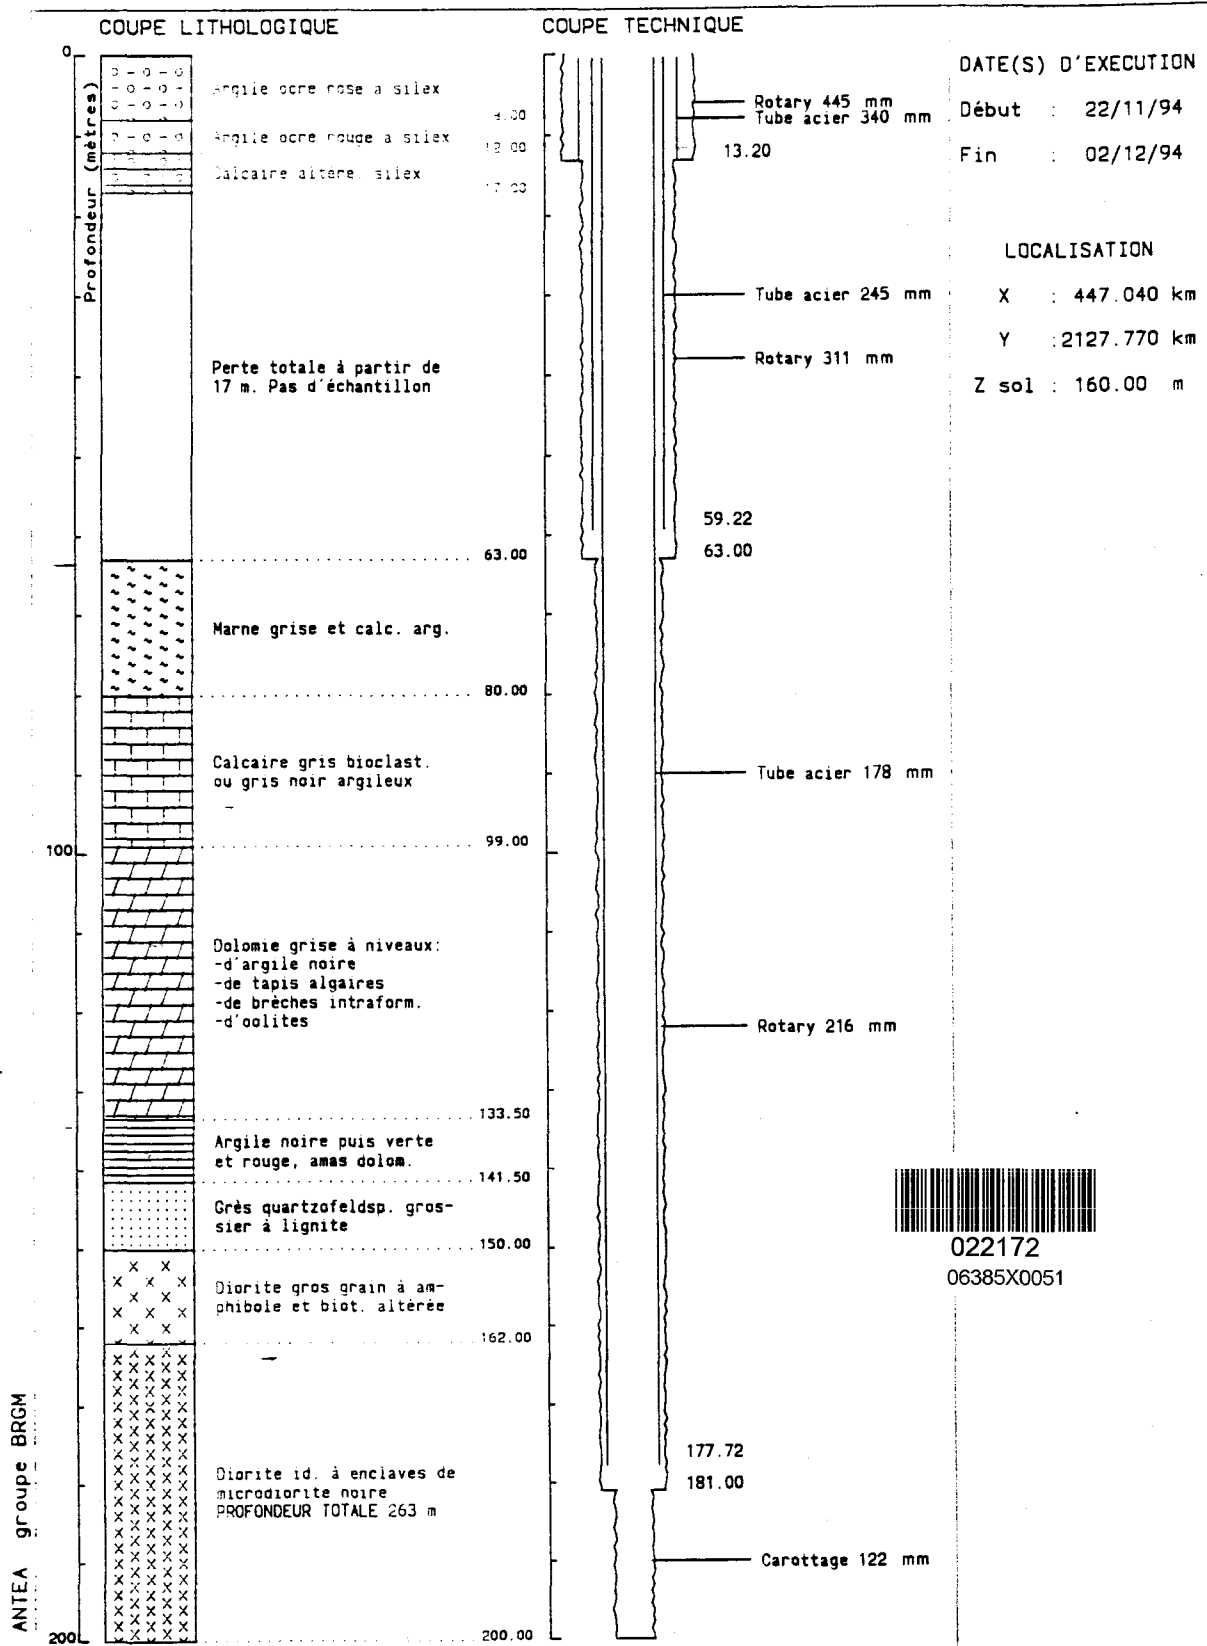 COUPE LITHOLOGIQUE
COUPE TECHNIQUE
0
Profondeur (mètres)
Argile ocre rose a silex
Argile ocre rouge a silex
12.00
Calcaire altéré. silex
17.00
Perte totale à partir de
17 m. Pas d'échantillon
63.00
Marne grise et calc. arg.
80.00
Calcaire gris bioclast.
ou gris noir argileux
99.00
100
Dolomie grise à niveaux:
-d'argile noire
-de tapis algaires
-de brèches intraform.
-d'oolites
133.50
Argile noire puis verte
et rouge, amas dolom.
141.50
Grès quartzofeldsp. gros-
sier à lignite
150.00
Diorite gros grain à am-
phibole et biot. altérée
162.00
Diorite id. à enclaves de
microdiorite noire
PROFONDEUR TOTALE 263 m
200
200.00
Rotary 445 mm
Tube acier 340 mm
13.20
Tube acier 245 mm
Rotary 311 mm
59.22
63.00
Tube acier 178 mm
Rotary 216 mm
177.72
181.00
Carottage 122 mm
DATE(S) D'EXECUTION
Début : 22/11/94
Fin : 02/12/94
LOCALISATION
X : 447.040 km
Y :2127.770 km
Z sol : 160.00 m
022172
06385X0051
ANTEA groupe BRGM